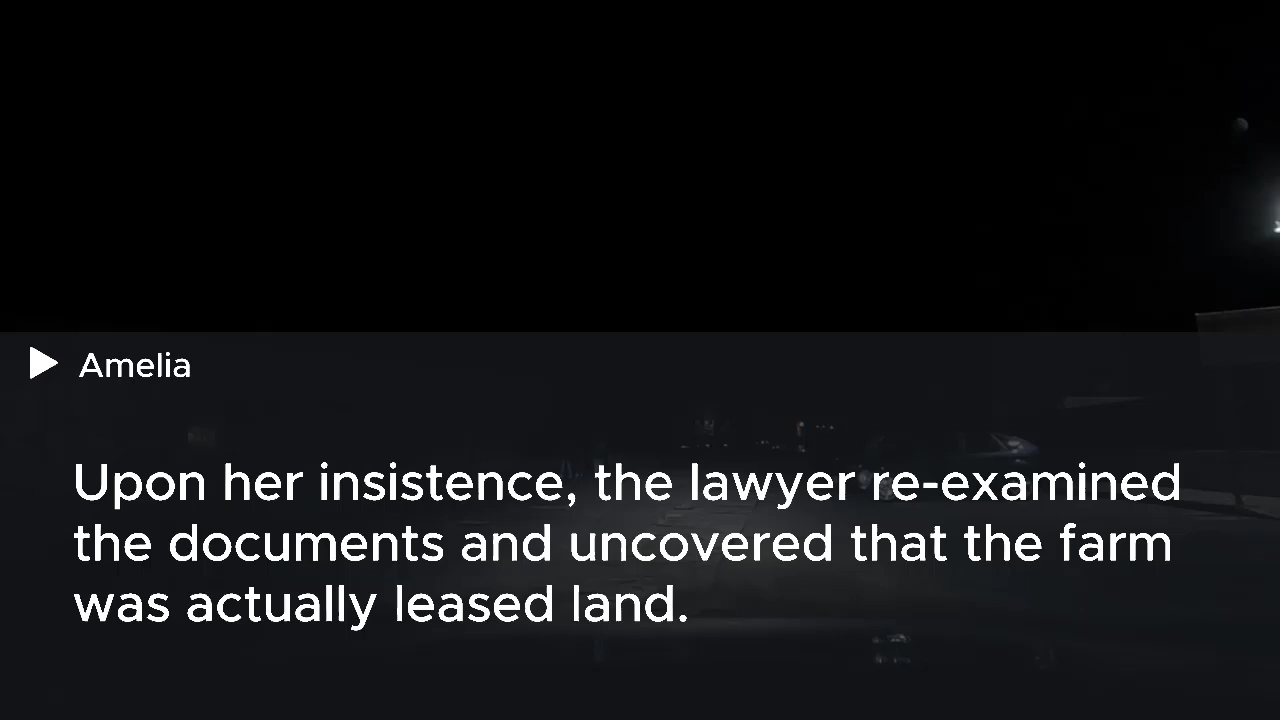 Amelia
Upon her insistence, the lawyer re-examined
the documents and uncovered that the farm
was actually leased land.